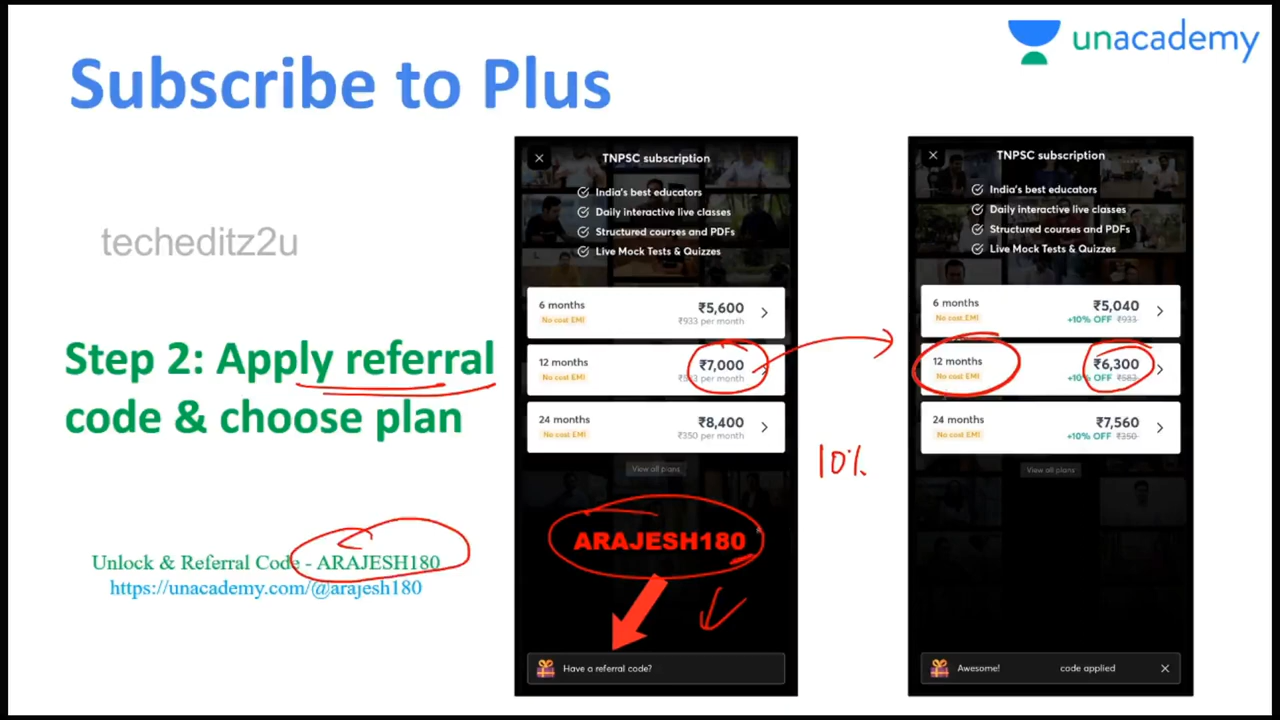 unacademy
Subscribe to Plus
techeditz2u
Step 2: Apply referral
code & choose plan
Unlock & Referral Code - ARAJESH180
https://unacademy.com/@arajesh180
TNPSC subscription
India's best educators
Daily interactive live classes
Structured courses and PDFs
Live Mock Tests & Quizzes
6 months ₹5,600
No cost EMI ₹933 per month
12 months ₹7,000
No cost EMI ₹583 per month
24 months ₹8,400
No cost EMI ₹350 per month
View all plans
ARAJESH180
Have a referral code?
10%
TNPSC subscription
India's best educators
Daily interactive live classes
Structured courses and PDFs
Live Mock Tests & Quizzes
6 months ₹5,040
No cost EMI +10% OFF ₹933
12 months ₹6,300
No cost EMI +10% OFF ₹583
24 months ₹7,560
No cost EMI +10% OFF ₹350
View all plans
Awesome! code applied